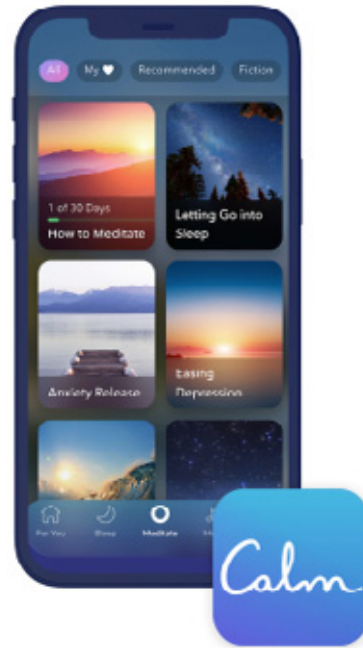 All My ♥ Recommended Fiction
1 of 30 Days
How to Meditate
Letting Go into
Sleep
Anxiety Release
Easing
Depression
For You Sleep Meditate
Calm